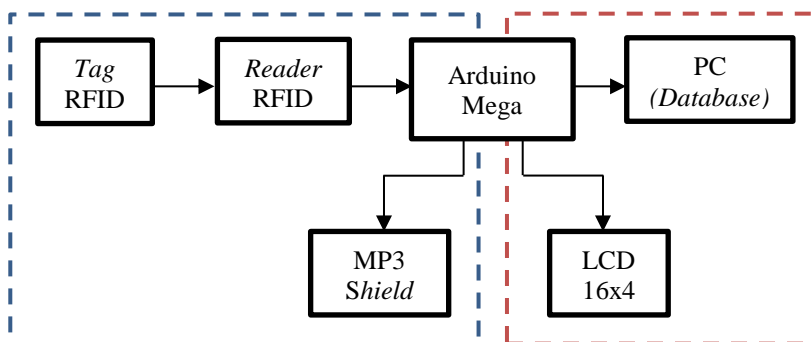 Tag
RFID
Reader
RFID
Arduino
Mega
PC
(Database)
MP3
Shield
LCD
16x4